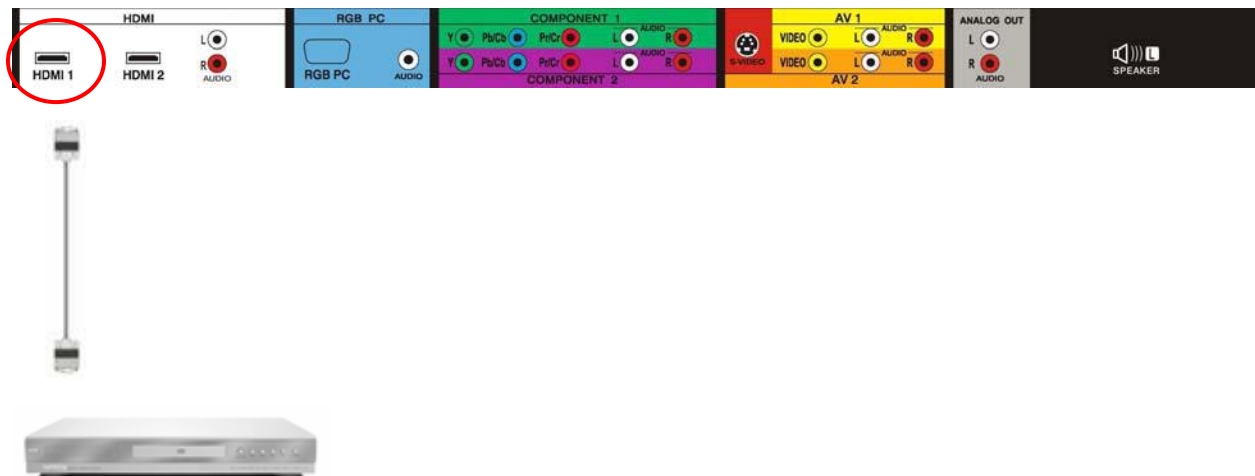 HDMI
HDMI 1
HDMI 2
L
R
AUDIO
RGB PC
RGB PC
AUDIO
COMPONENT 1
Y Pb/Cb Pr/Cr L AUDIO R
Y Pb/Cb Pr/Cr L AUDIO R
COMPONENT 2
S-VIDEO
AV 1
VIDEO L AUDIO R
VIDEO L AUDIO R
AV 2
ANALOG OUT
L
R
AUDIO
L
SPEAKER